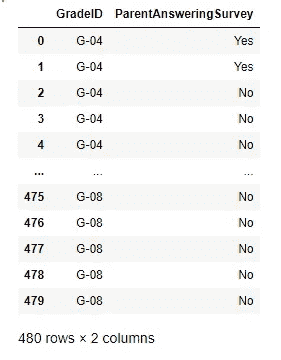 GradeID ParentAnsweringSurvey
0 G-04 Yes
1 G-04 Yes
2 G-04 No
3 G-04 No
4 G-04 No
... ... ...
475 G-08 No
476 G-08 No
477 G-08 No
478 G-08 No
479 G-08 No
480 rows × 2 columns